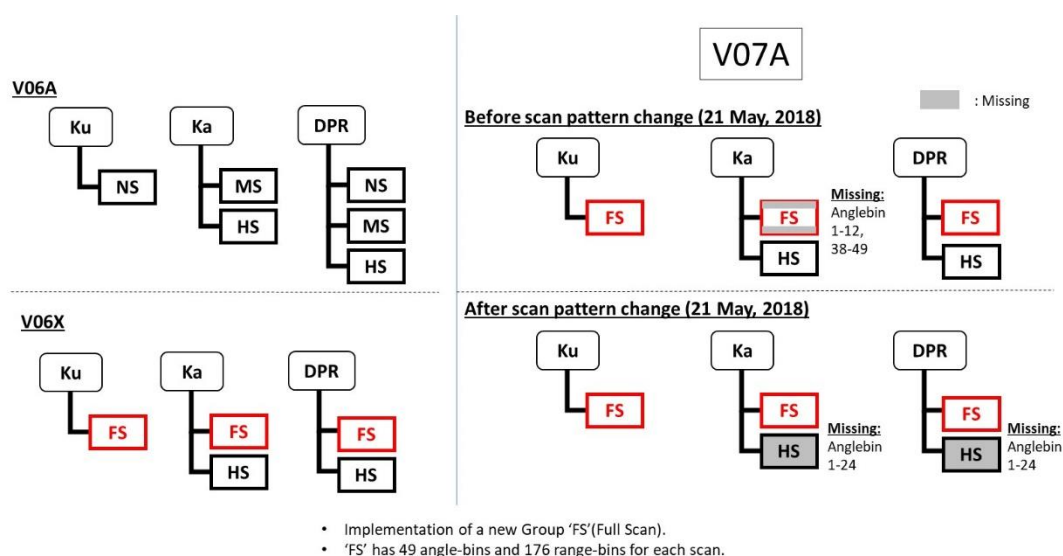 V06A
Ku
Ka
DPR
NS
MS
NS
HS
MS
HS
V06X
Ku
Ka
DPR
FS
FS
FS
HS
HS
V07A
: Missing
Before scan pattern change (21 May, 2018)
Ku
Ka
DPR
FS
FS
Missing:
Anglebin
1-12,
38-49
FS
HS
HS
After scan pattern change (21 May, 2018)
Ku
Ka
DPR
FS
FS
FS
HS
Missing:
Anglebin
1-24
HS
Missing:
Anglebin
1-24
• Implementation of a new Group ‘FS’(Full Scan).
• ‘FS’ has 49 angle-bins and 176 range-bins for each scan.